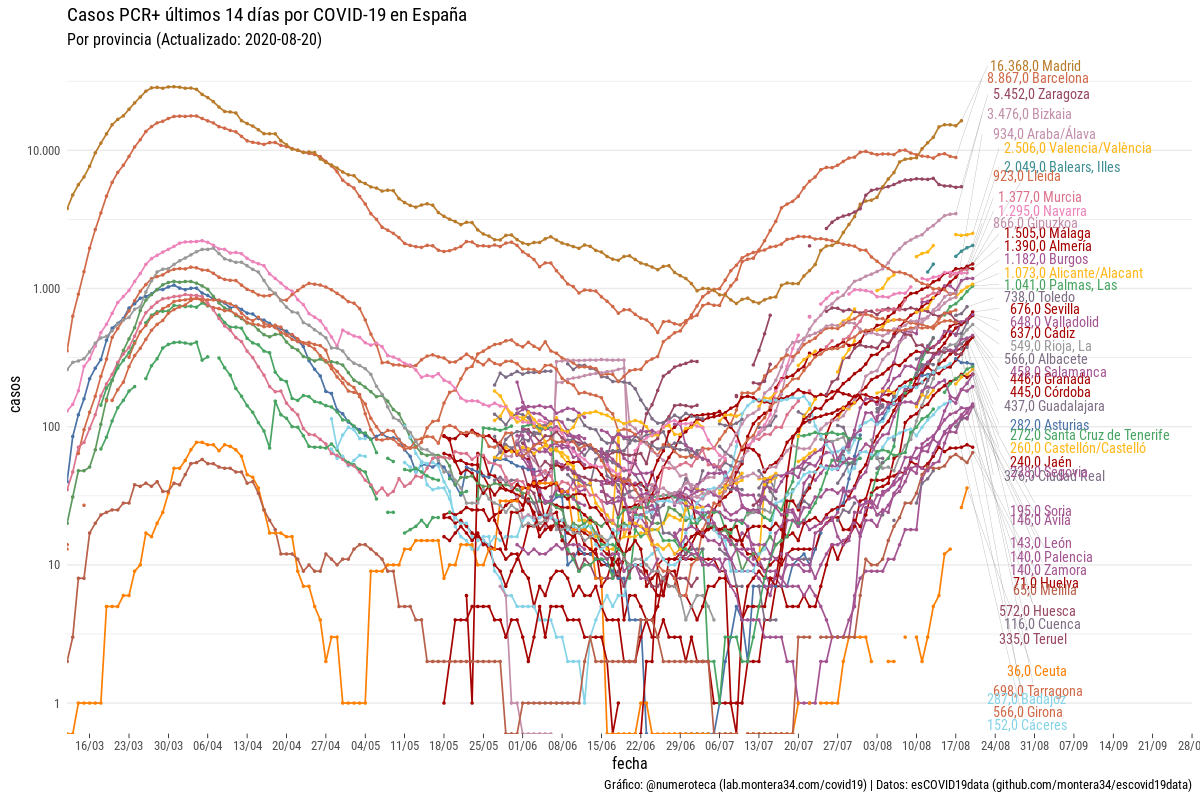 Casos PCR+ últimos 14 días por COVID-19 en España
Por provincia (Actualizado: 2020-08-20)
16.368,0 Madrid
8.867,0 Barcelona
5.452,0 Zaragoza
3.476,0 Bizkaia
934,0 Araba/Álava
2.506,0 Valencia/València
2.049,0 Balears, Illes
923,0 Lleida
1.377,0 Murcia
1.295,0 Navarra
866,0 Gipuzkoa
1.505,0 Málaga
1.390,0 Almería
1.182,0 Burgos
1.073,0 Alicante/Alacant
1.041,0 Palmas, Las
738,0 Toledo
676,0 Sevilla
648,0 Valladolid
637,0 Cádiz
549,0 Rioja, La
566,0 Albacete
458,0 Salamanca
446,0 Granada
445,0 Córdoba
437,0 Guadalajara
282,0 Asturias
272,0 Santa Cruz de Tenerife
260,0 Castellón/Castelló
240,0 Jaén
Segovia
376,0 Ciudad Real
195,0 Soria
146,0 Ávila
143,0 León
140,0 Palencia
140,0 Zamora
71,0 Huelva
65,0 Melilla
572,0 Huesca
116,0 Cuenca
335,0 Teruel
36,0 Ceuta
698,0 Tarragona
287,0 Badajoz
566,0 Girona
152,0 Cáceres
10.000
1.000
100
10
1
casos
16/03 23/03 30/03 06/04 13/04 20/04 27/04 04/05 11/05 18/05 25/05 01/06 08/06 15/06 22/06 29/06 06/07 13/07 20/07 27/07 03/08 10/08 17/08 24/08 31/08 07/09 14/09 21/09 28/0
fecha
Gráfico: @numeroteca (lab.montera34.com/covid19) | Datos: esCOVID19data (github.com/montera34/escovid19data)